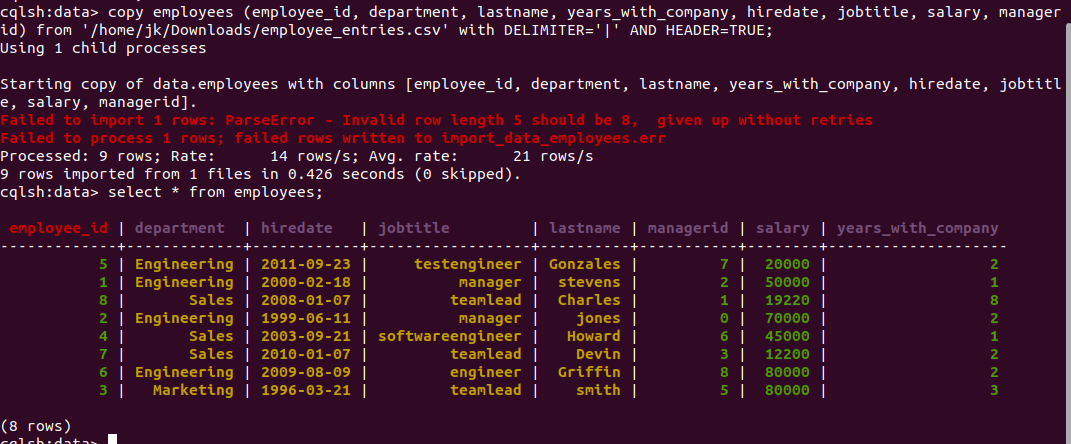 cqlsh:data> copy employees (employee_id, department, lastname, years_with_company, hiredate, jobtitle, salary, manager
id) from '/home/jk/Downloads/employee_entries.csv' with DELIMITER='|' AND HEADER=TRUE;
Using 1 child processes
Starting copy of data.employees with columns [employee_id, department, lastname, years_with_company, hiredate, jobtitl
e, salary, managerid].
Failed to import 1 rows: ParseError - Invalid row length 5 should be 8,  given up without retries
Failed to process 1 rows; failed rows written to import_data_employees.err
Processed: 9 rows; Rate:      14 rows/s; Avg. rate:      21 rows/s
9 rows imported from 1 files in 0.426 seconds (0 skipped).
cqlsh:data> select * from employees;
 employee_id | department  | hiredate   | jobtitle         | lastname | managerid | salary | years_with_company
-------------+-------------+------------+------------------+----------+-----------+--------+--------------------
           5 | Engineering | 2011-09-23 |     testengineer | Gonzales |         7 |  20000 |                  2
           1 | Engineering | 2000-02-18 |          manager |  stevens |         2 |  50000 |                  1
           8 |       Sales | 2008-01-07 |         teamlead |  Charles |         1 |  19220 |                  8
           2 | Engineering | 1999-06-11 |          manager |    jones |         0 |  70000 |                  2
           4 |       Sales | 2003-09-21 | softwareengineer |   Howard |         6 |  45000 |                  1
           7 |       Sales | 2010-01-07 |         teamlead |    Devin |         3 |  12200 |                  2
           6 | Engineering | 2009-08-09 |         engineer |  Griffin |         8 |  80000 |                  2
           3 |   Marketing | 1996-03-21 |         teamlead |    smith |         5 |  80000 |                  3
(8 rows)
cqlsh:data>